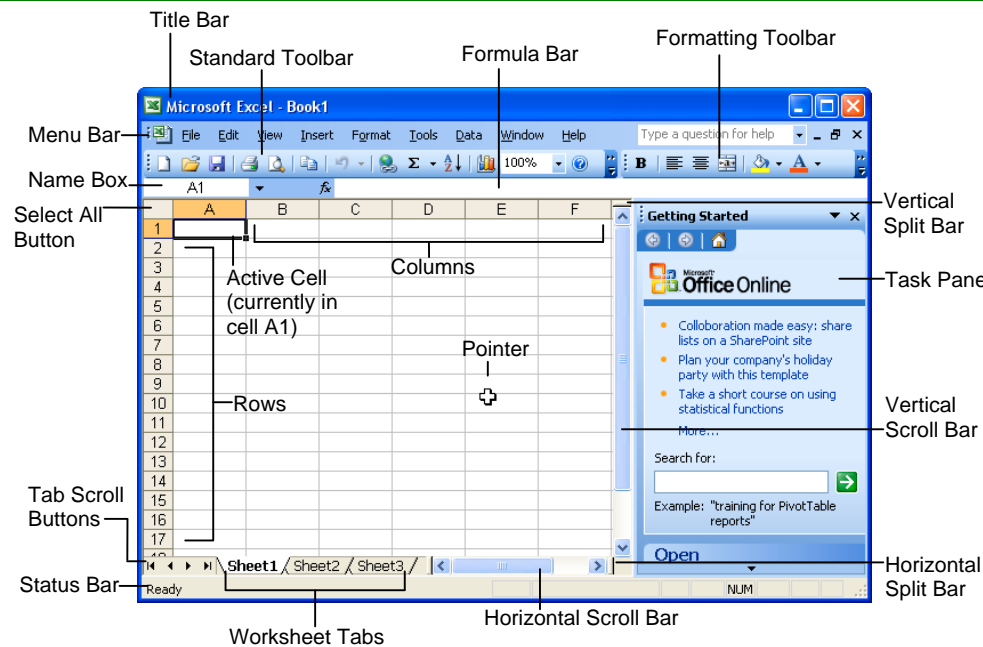 Title Bar
Standard Toolbar
Formula Bar
Formatting Toolbar
Microsoft Excel - Book1
Menu Bar
File Edit View Insert Format Tools Data Window Help
Type a question for help
100%
B
A
Name Box
A1
fx
Select All
Button
A B C D E F
Vertical
Split Bar
Getting Started
1
2
3
4
5
6
7
8
9
10
11
12
13
14
15
16
17
Active Cell
(currently in
cell A1)
Columns
Pointer
Rows
Microsoft
Office Online
Task Pane
Colloboration made easy: share
lists on a SharePoint site
Plan your company's holiday
party with this template
Take a short course on using
statistical functions
More...
Vertical
Scroll Bar
Search for:
Example: "training for PivotTable
reports"
Open
Tab Scroll
Buttons
Sheet1 Sheet2 Sheet3
Horizontal
Split Bar
Status Bar
Ready
NUM
Horizontal Scroll Bar
Worksheet Tabs